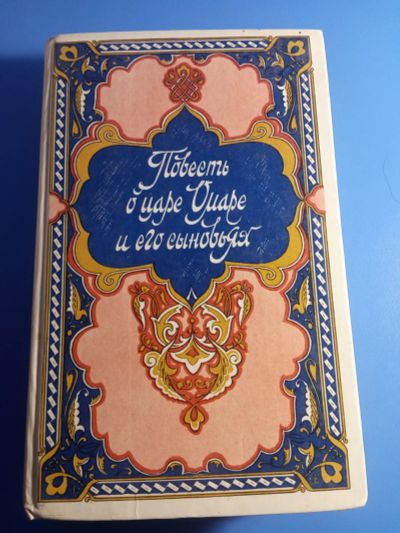 Повесть
о царе Омаре
и его сыновьях